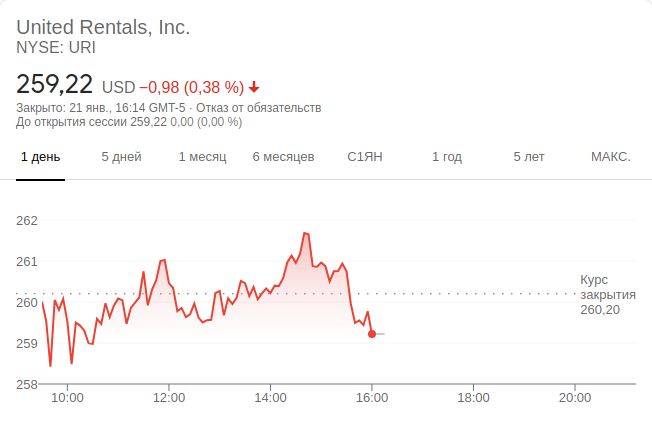 United Rentals, Inc.
NYSE: URI
259,22 USD −0,98 (0,38 %)
Закрыто: 21 янв., 16:14 GMT-5 · Отказ от обязательств
До открытия сессии 259,22 0,00 (0,00 %)
1 день 5 дней 1 месяц 6 месяцев С1ЯН 1 год 5 лет МАКС.
262
261
Курс
закрытия
260,20
260
259
258
10:00 12:00 14:00 16:00 18:00 20:00